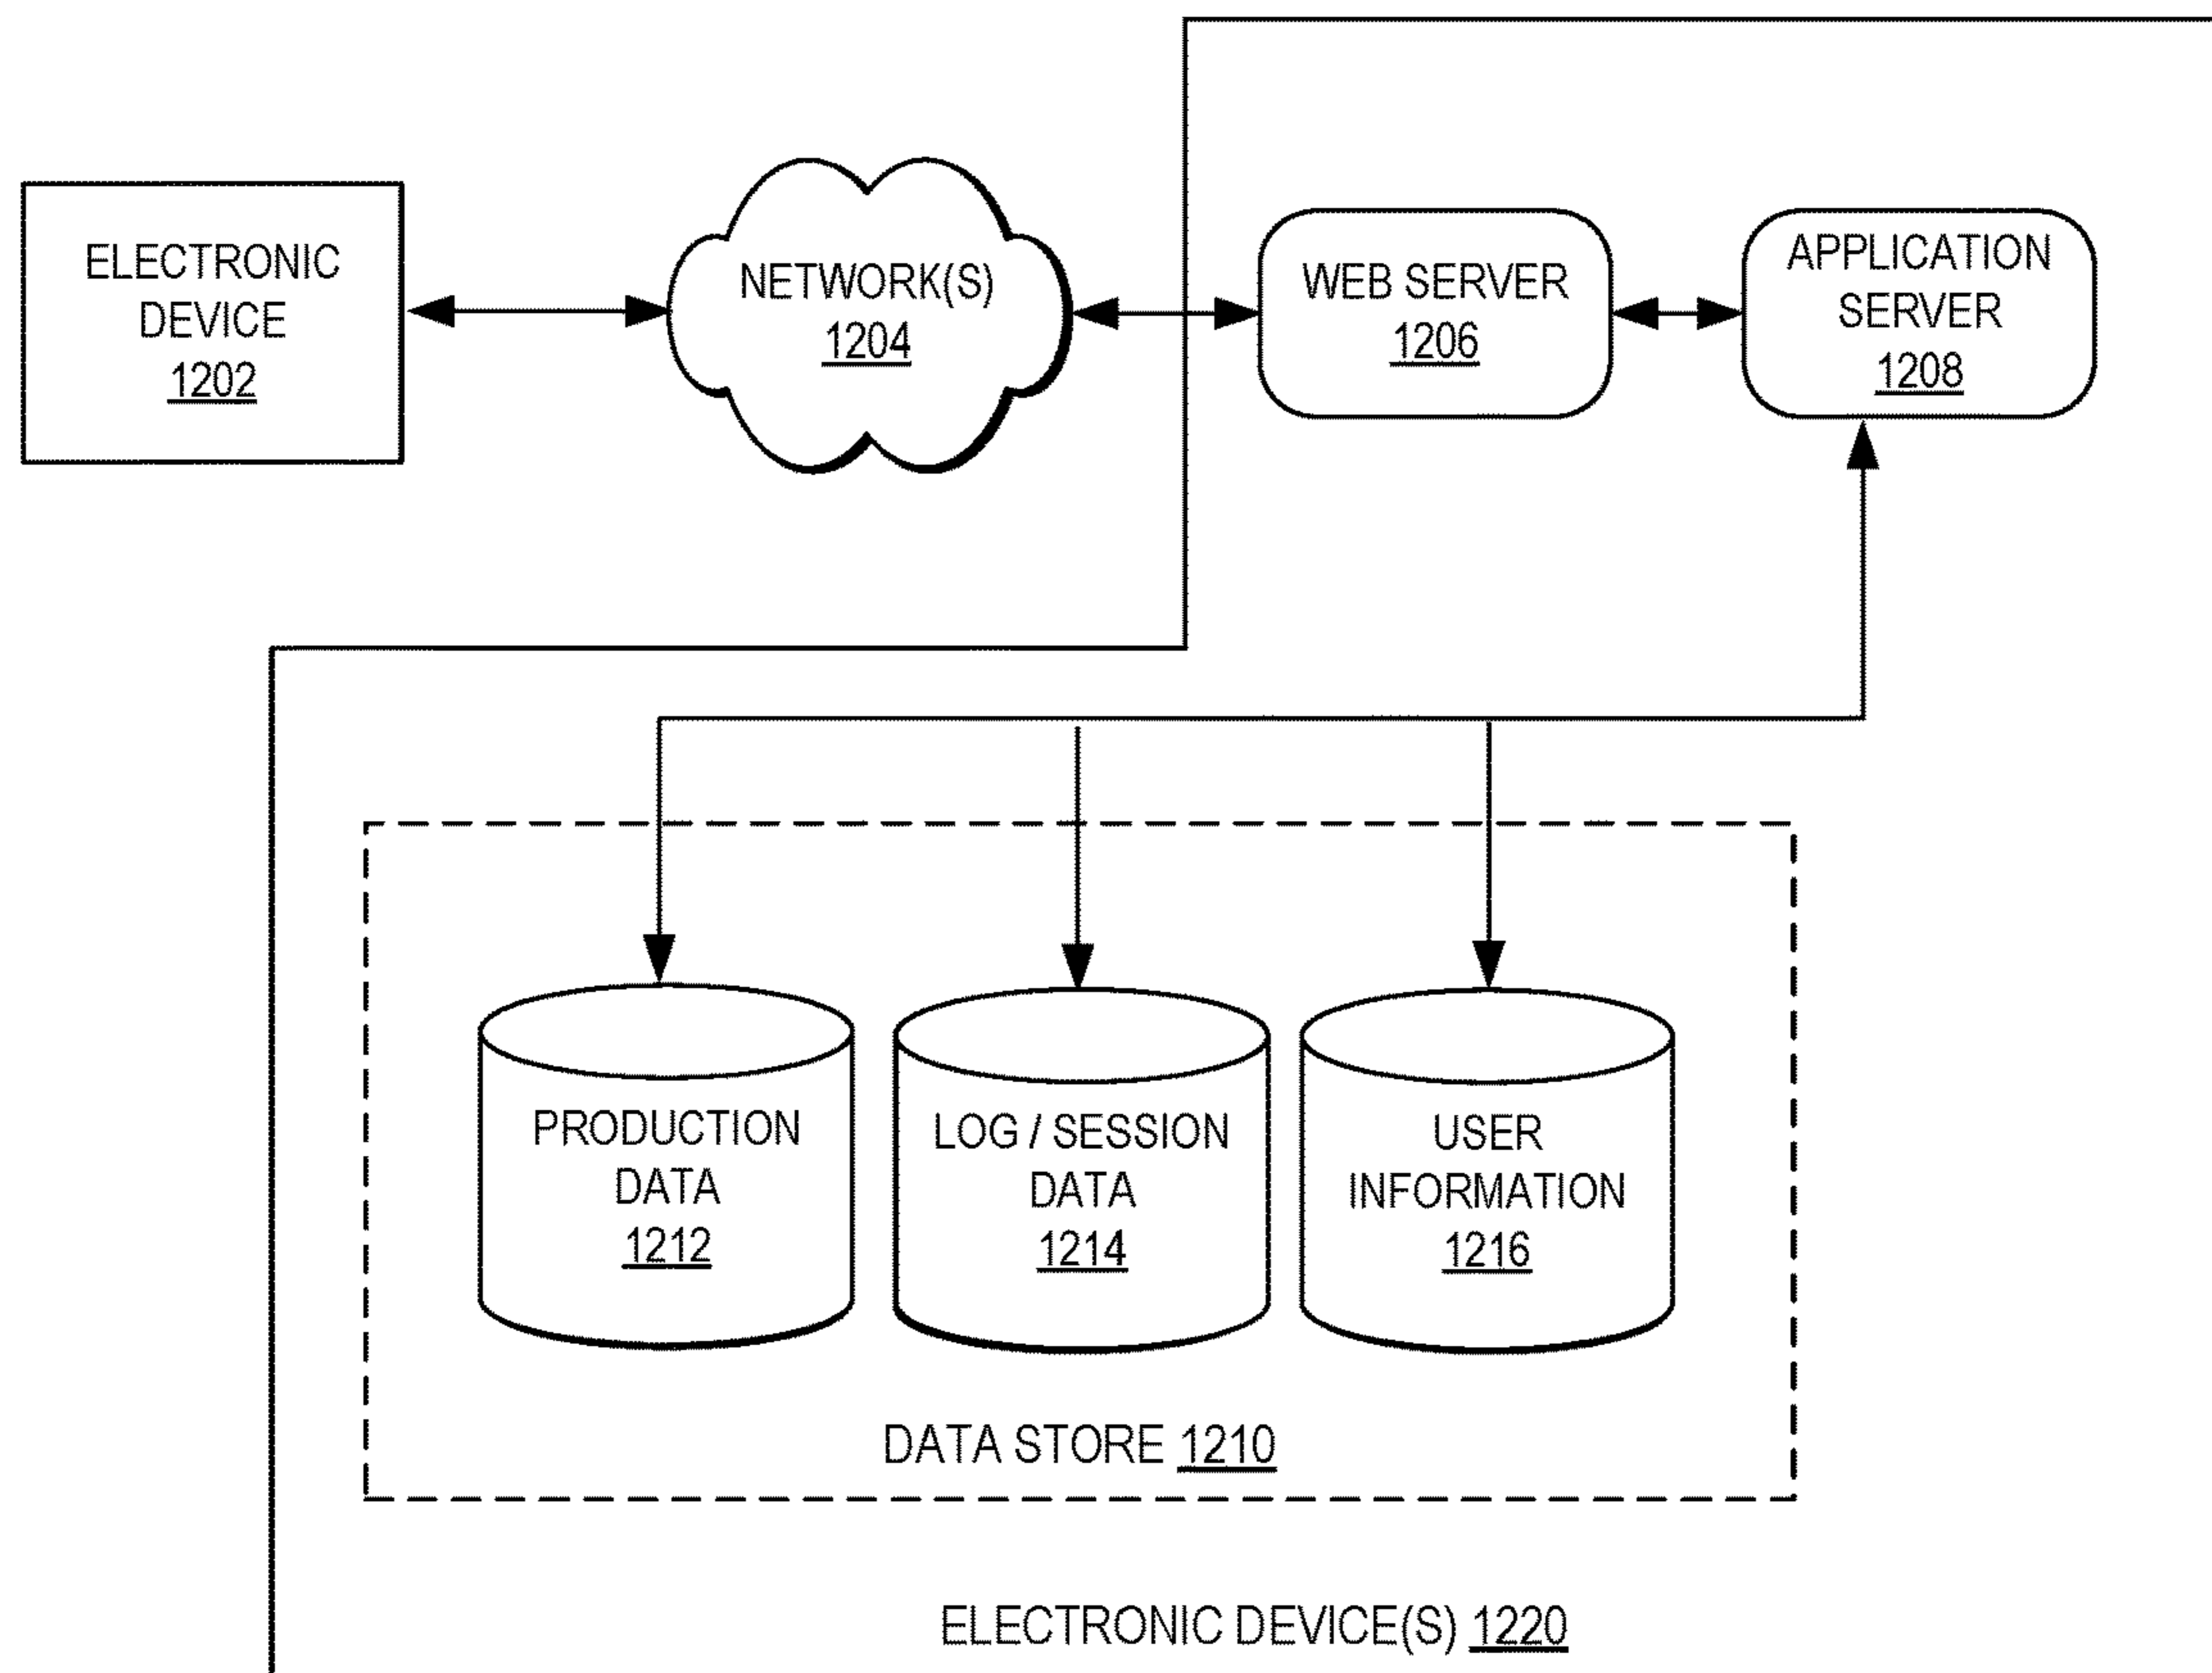 ELECTRONIC
DEVICE
1202
NETWORK(S)
1204
WEB SERVER
1206
APPLICATION
SERVER
1208
PRODUCTION
DATA
1212
LOG / SESSION
DATA
1214
USER
INFORMATION
1216
DATA STORE 1210
ELECTRONIC DEVICE(S) 1220